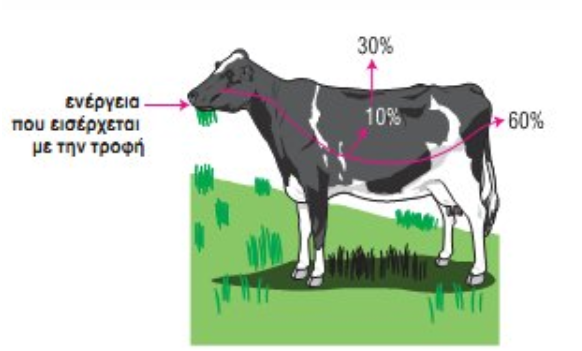 30%
ενέργεια
που εισέρχεται
με την τροφή
10%
60%